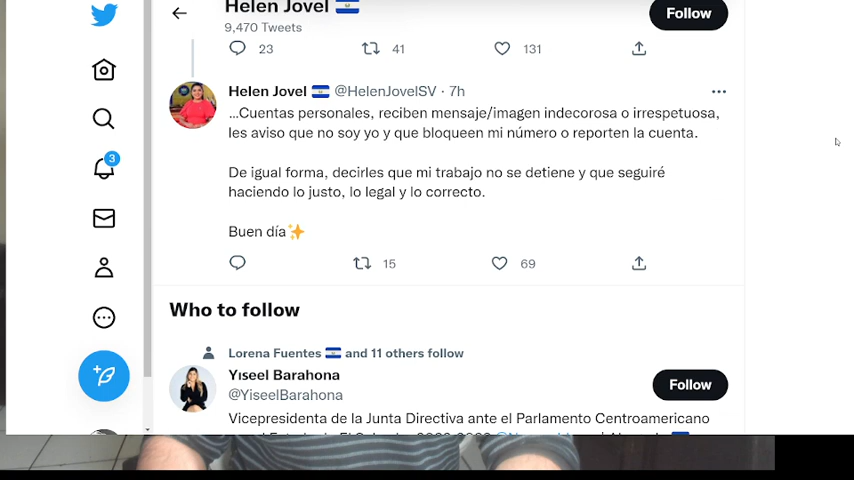 Helen Jovel
Follow
9,470 Tweets
23 41 131
Helen Jovel @HelenJovelSV · 7h
...Cuentas personales, reciben mensaje/imagen indecorosa o irrespetuosa,
les aviso que no soy yo y que bloqueen mi número o reporten la cuenta.
De igual forma, decirles que mi trabajo no se detiene y que seguiré
haciendo lo justo, lo legal y lo correcto.
Buen día✨
3
15 69
Who to follow
Lorena Fuentes and 11 others follow
Yiseel Barahona
@YiseelBarahona
Follow
Vicepresidenta de la Junta Directiva ante el Parlamento Centroamericano